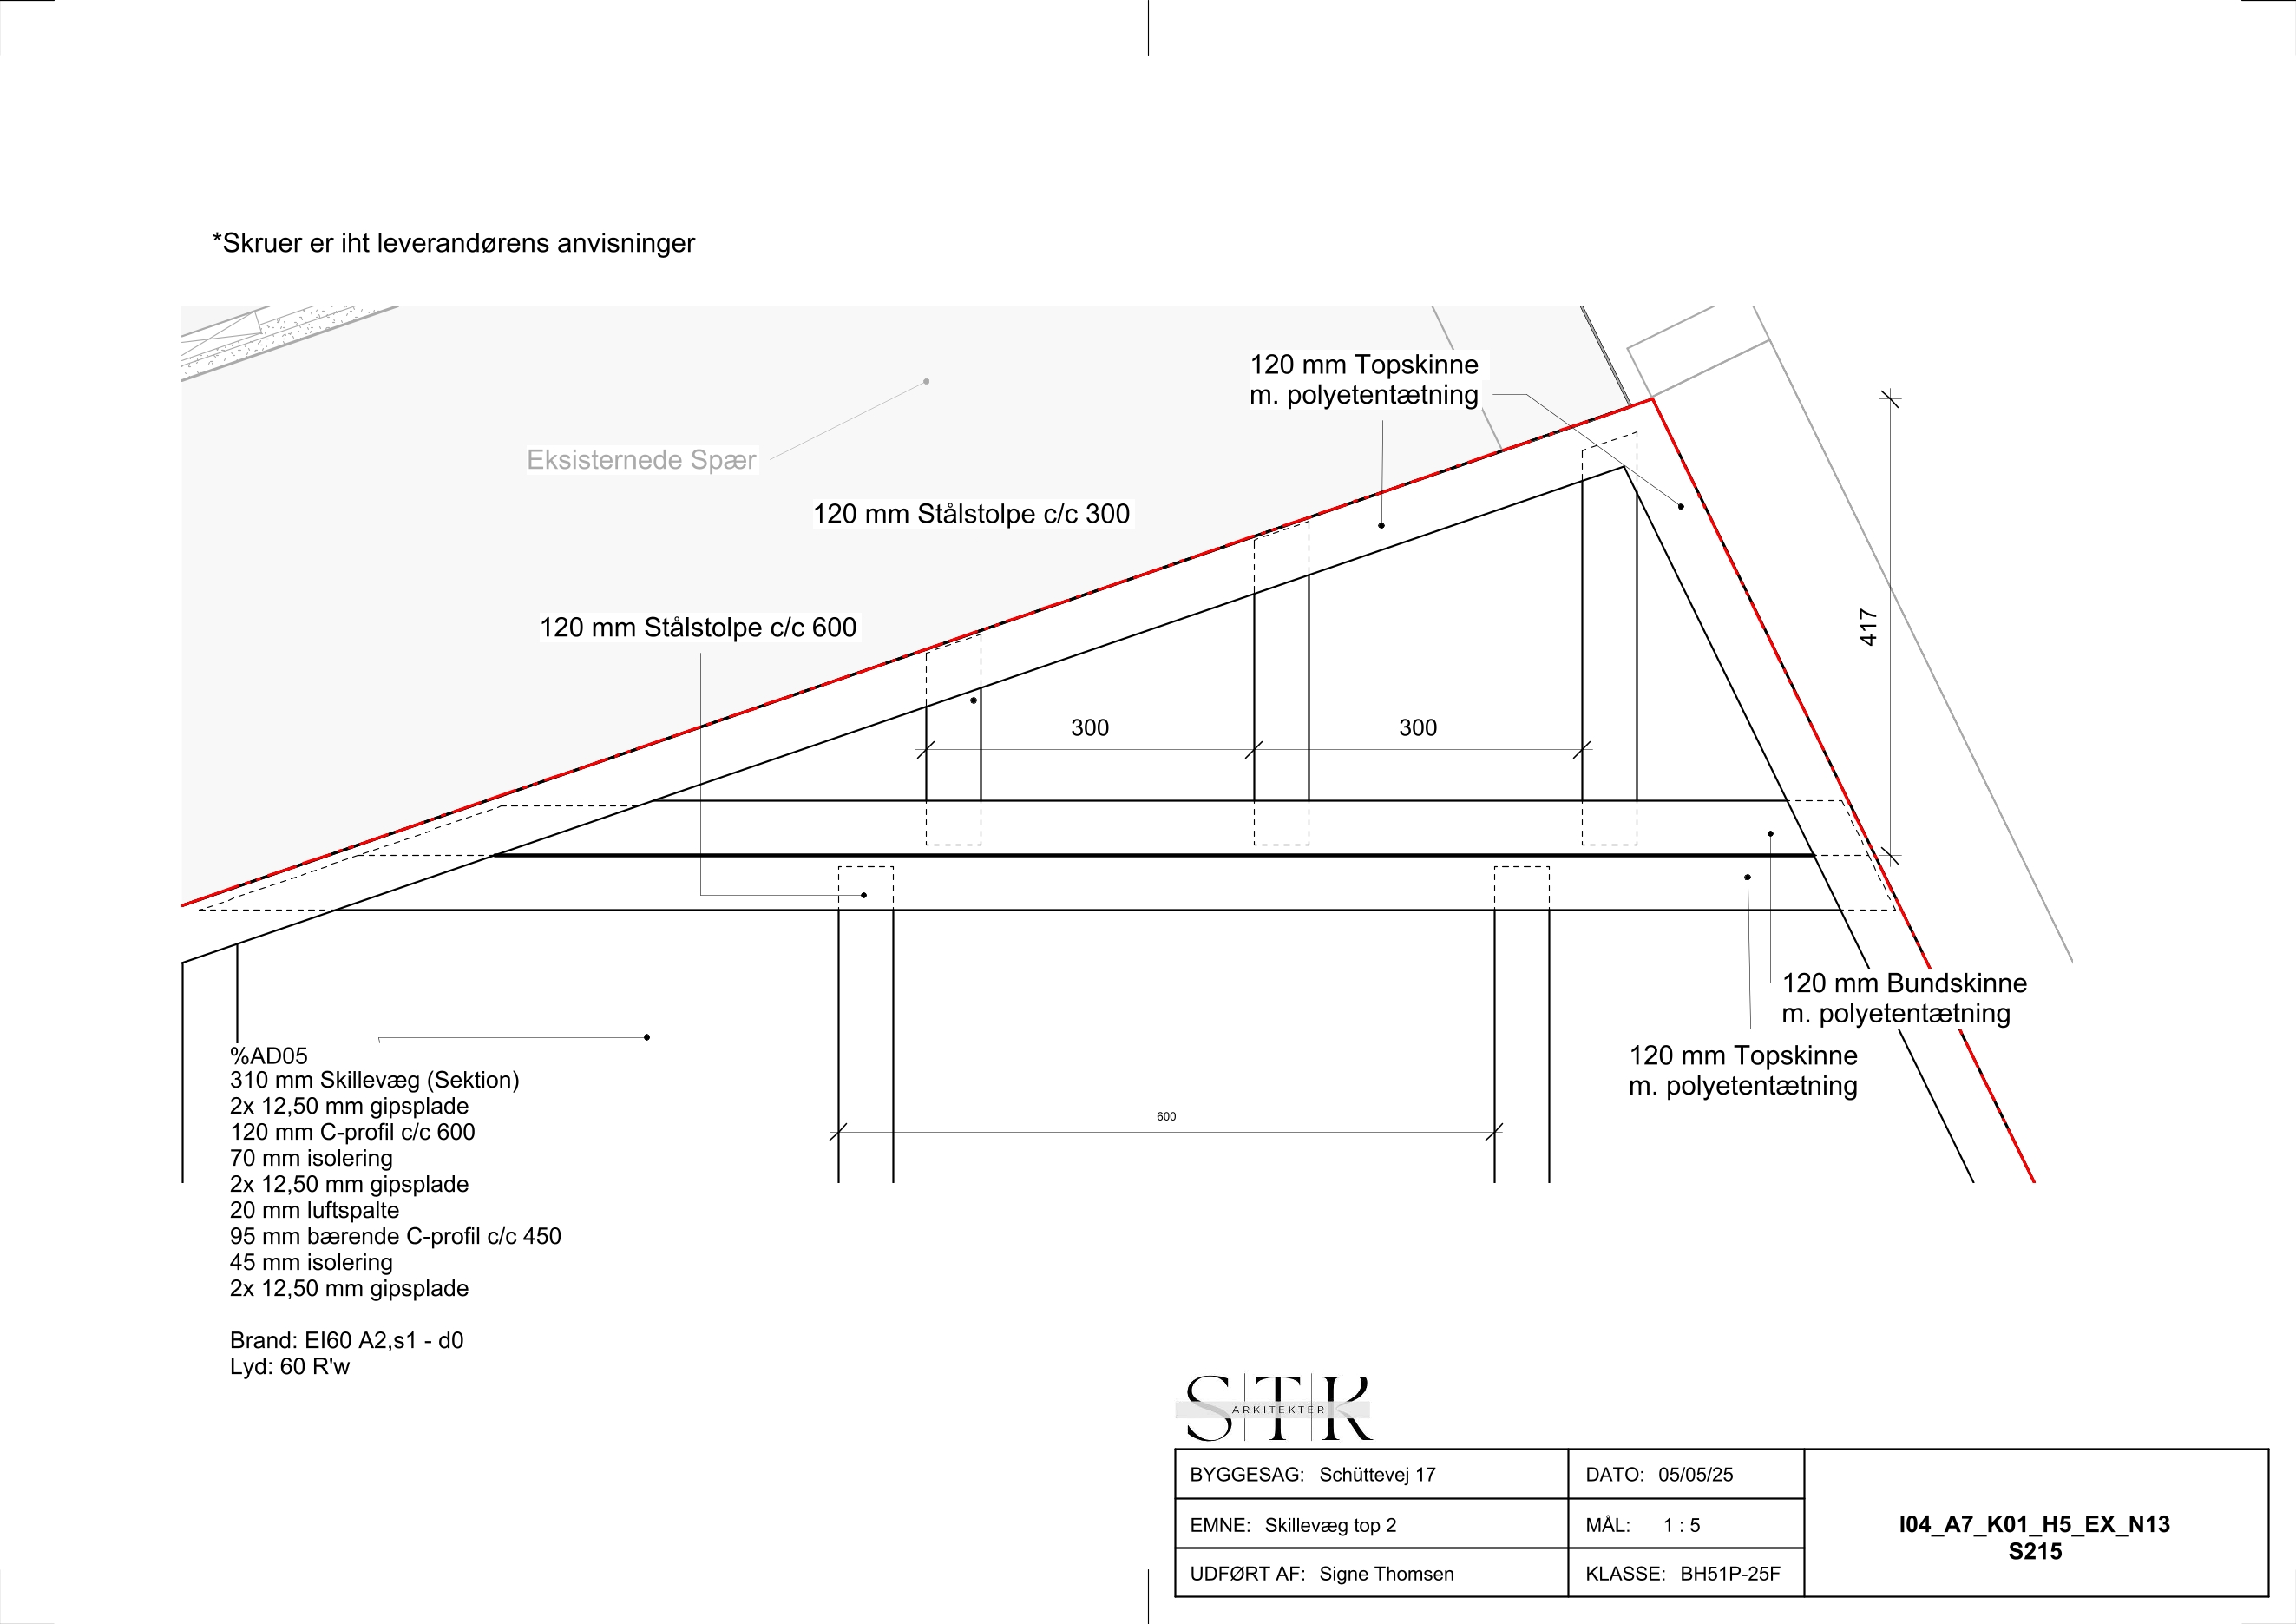 *Skruer er iht leverandørens anvisninger
120 mm Topskinne
m. polyetentætning
Eksisternede Spær
120 mm Stålstolpe c/c 300
120 mm Stålstolpe c/c 600
417
300
300
120 mm Bundskinne
m. polyetentætning
120 mm Topskinne
m. polyetentætning
600
%AD05
310 mm Skillevæg (Sektion)
2x 12,50 mm gipsplade
120 mm C-profil c/c 600
70 mm isolering
2x 12,50 mm gipsplade
20 mm luftspalte
95 mm bærende C-profil c/c 450
45 mm isolering
2x 12,50 mm gipsplade
Brand: EI60 A2,s1 - d0
Lyd: 60 R'w
STK
ARKITEKTER
BYGGESAG: Schüttevej 17
DATO: 05/05/25
EMNE: Skillevæg top 2
MÅL: 1 : 5
UDFØRT AF: Signe Thomsen
KLASSE: BH51P-25F
I04_A7_K01_H5_EX_N13
S215